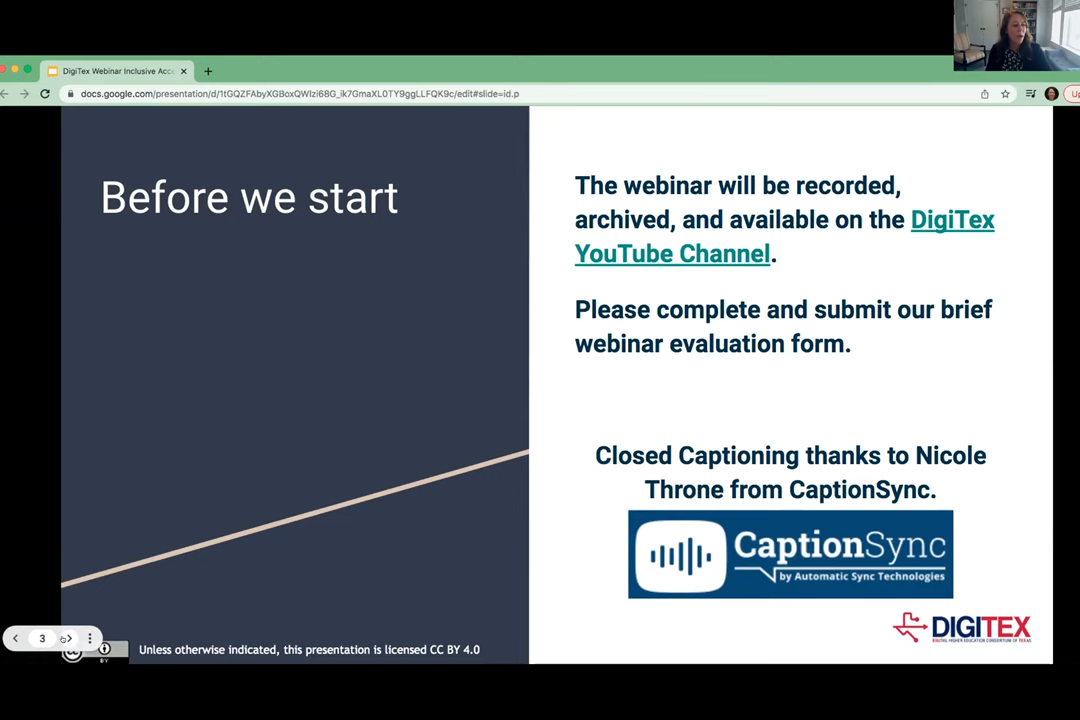 DigiTex Webinar Inclusive Acc
docs.google.com/presentation/d/1tGQZFAbyXGBoxQWIzi68G_ik7GmaXL0TY9ggLLFQK9c/edit#slide=id.p
Up
Before we start
The webinar will be recorded,
archived, and available on the DigiTex
YouTube Channel.
Please complete and submit our brief
webinar evaluation form.
Closed Captioning thanks to Nicole
Throne from CaptionSync.
CaptionSync
by Automatic Sync Technologies
DIGITEX
DIGITAL HIGHER EDUCATION CONSORTIUM OF TEXAS
3
BY
Unless otherwise indicated, this presentation is licensed CC BY 4.0